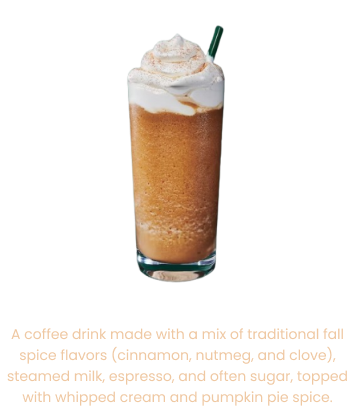 A coffee drink made with a mix of traditional fall
spice flavors (cinnamon, nutmeg, and clove),
steamed milk, espresso, and often sugar, topped
with whipped cream and pumpkin pie spice.